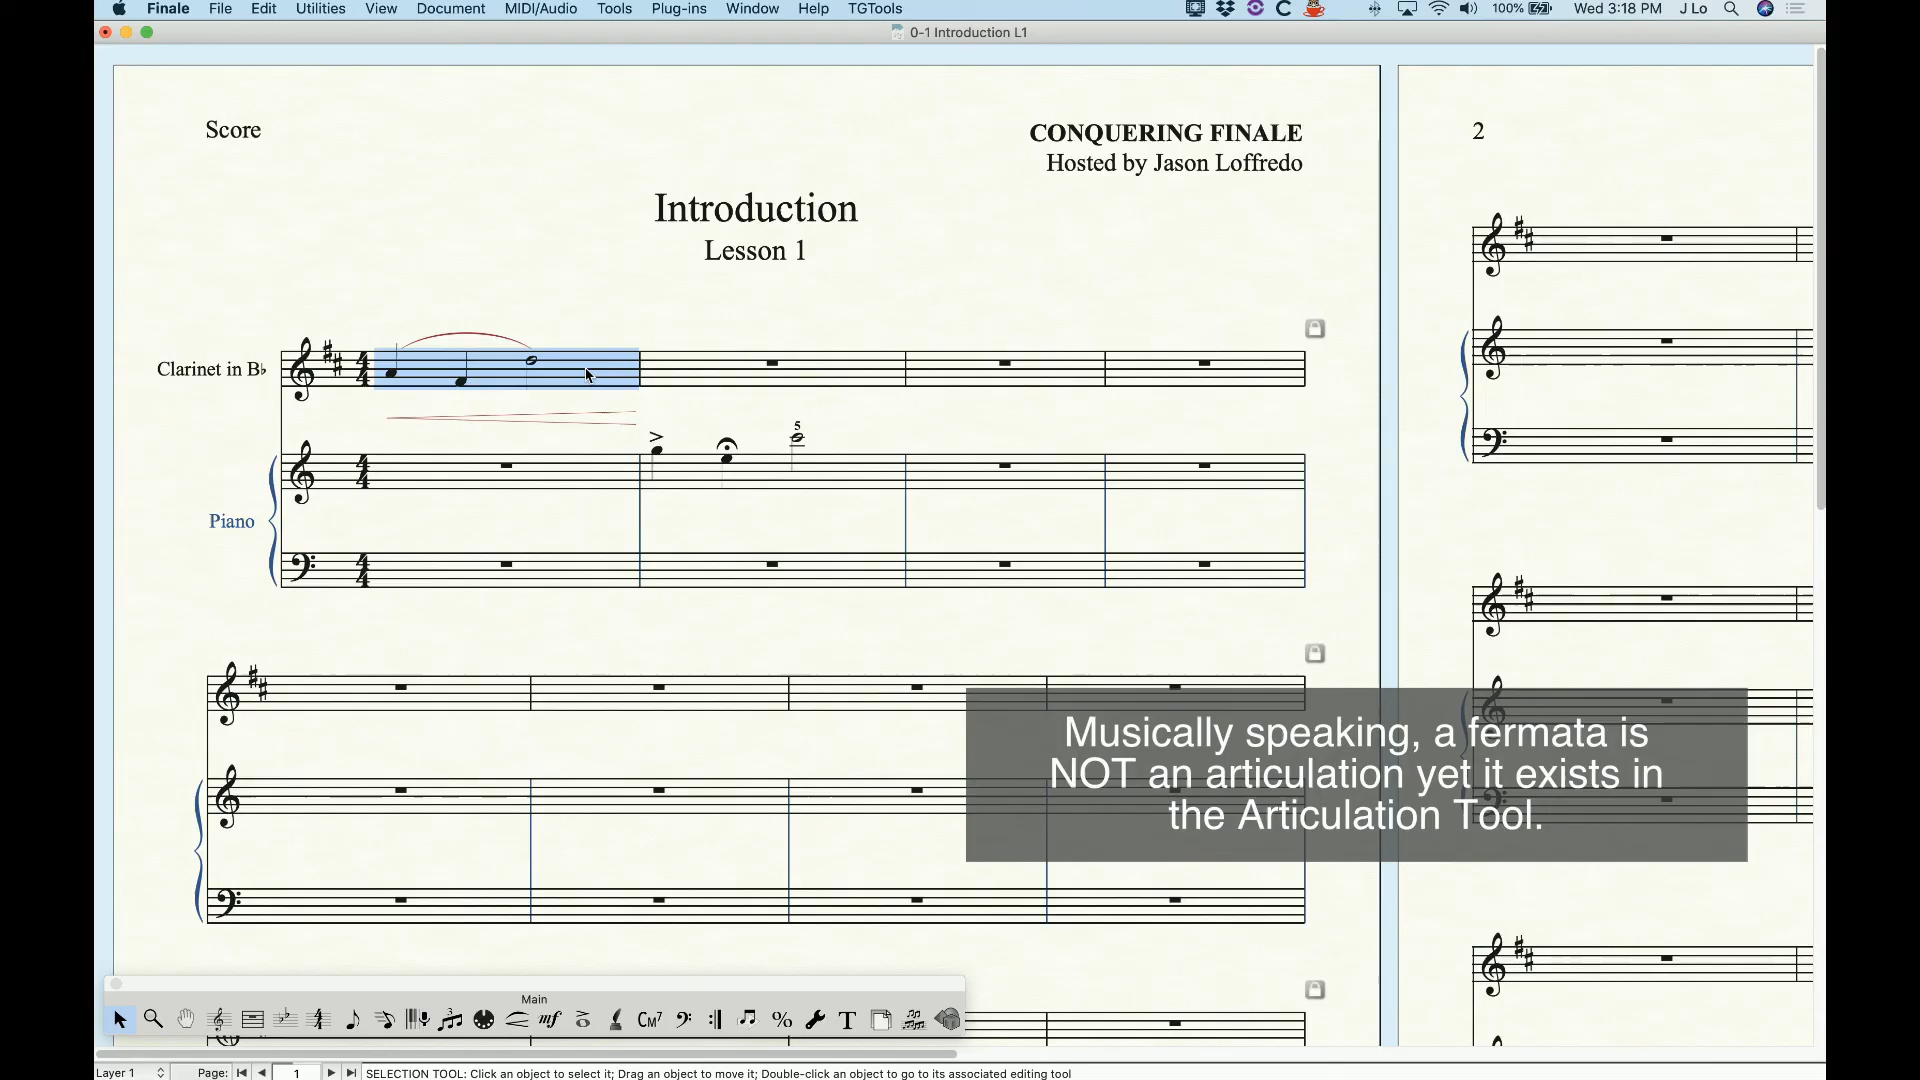 Finale File Edit Utilities View Document MIDI/Audio Tools Plug-ins Window Help TGTools 100% Wed 3:18 PM J Lo
0-1 Introduction L1
Score
CONQUERING FINALE
Hosted by Jason Loffredo
2
Introduction
Lesson 1
Clarinet in B♭
5
Piano
Musically speaking, a fermata is
NOT an articulation yet it exists in
the Articulation Tool.
Main
mf CM7 % T
Layer 1 Page: 1 SELECTION TOOL: Click an object to select it; Drag an object to move it; Double-click an object to go to its associated editing tool